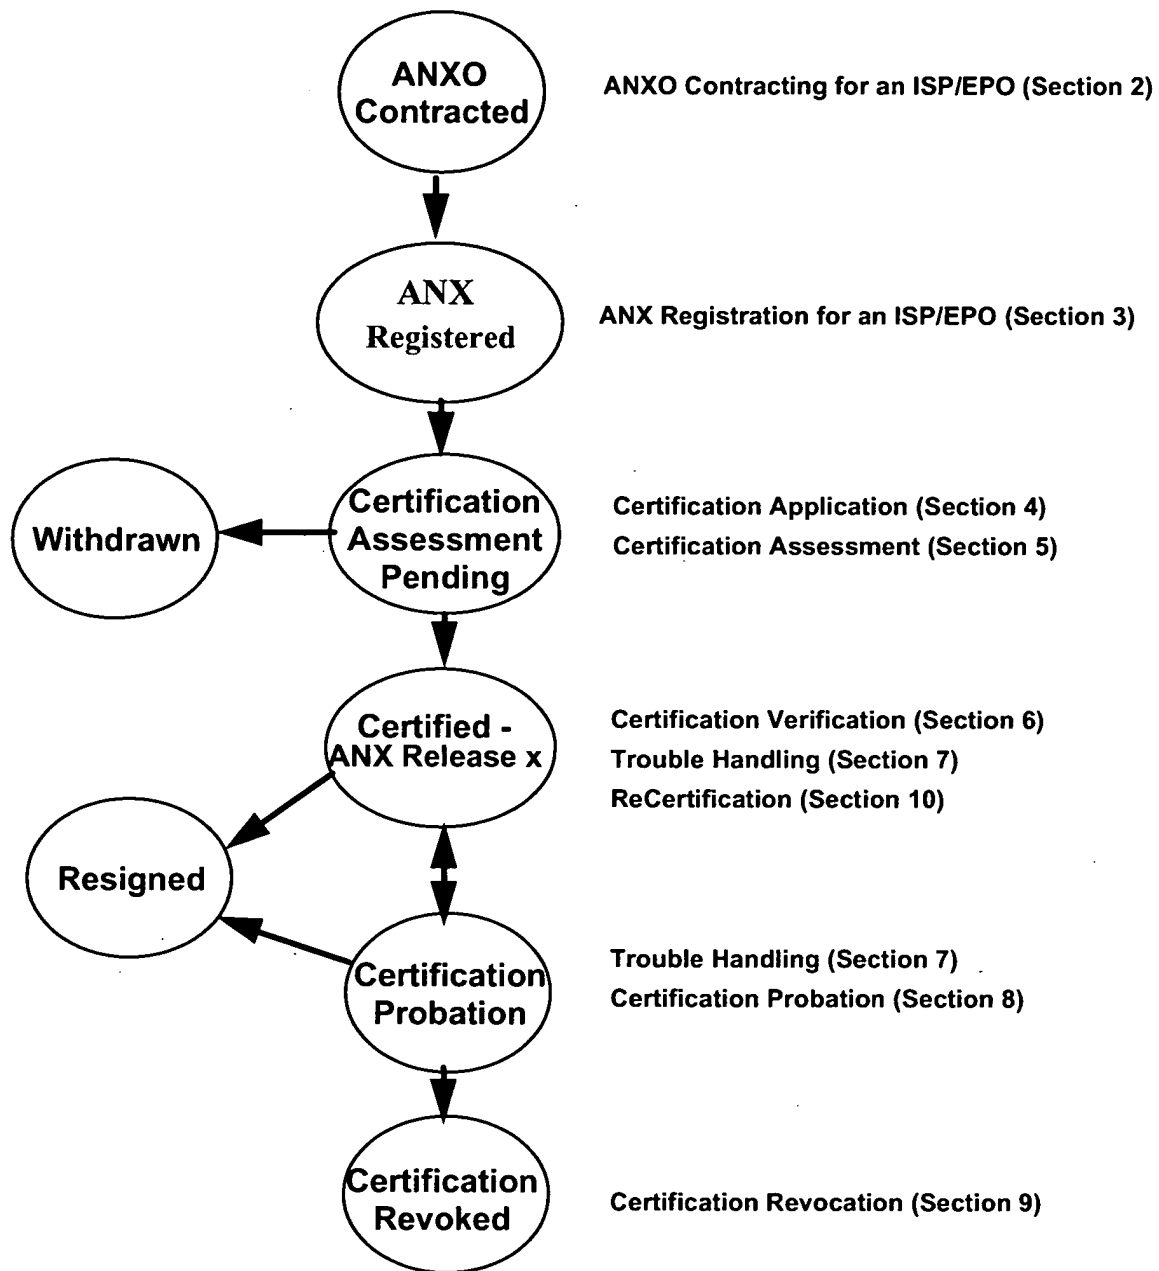 ANXO
Contracted
ANXO Contracting for an ISP/EPO (Section 2)
ANX
Registered
ANX Registration for an ISP/EPO (Section 3)
Withdrawn
Certification
Assessment
Pending
Certification Application (Section 4)
Certification Assessment (Section 5)
Certified -
ANX Release x
Certification Verification (Section 6)
Trouble Handling (Section 7)
ReCertification (Section 10)
Resigned
Certification
Probation
Trouble Handling (Section 7)
Certification Probation (Section 8)
Certification
Revoked
Certification Revocation (Section 9)